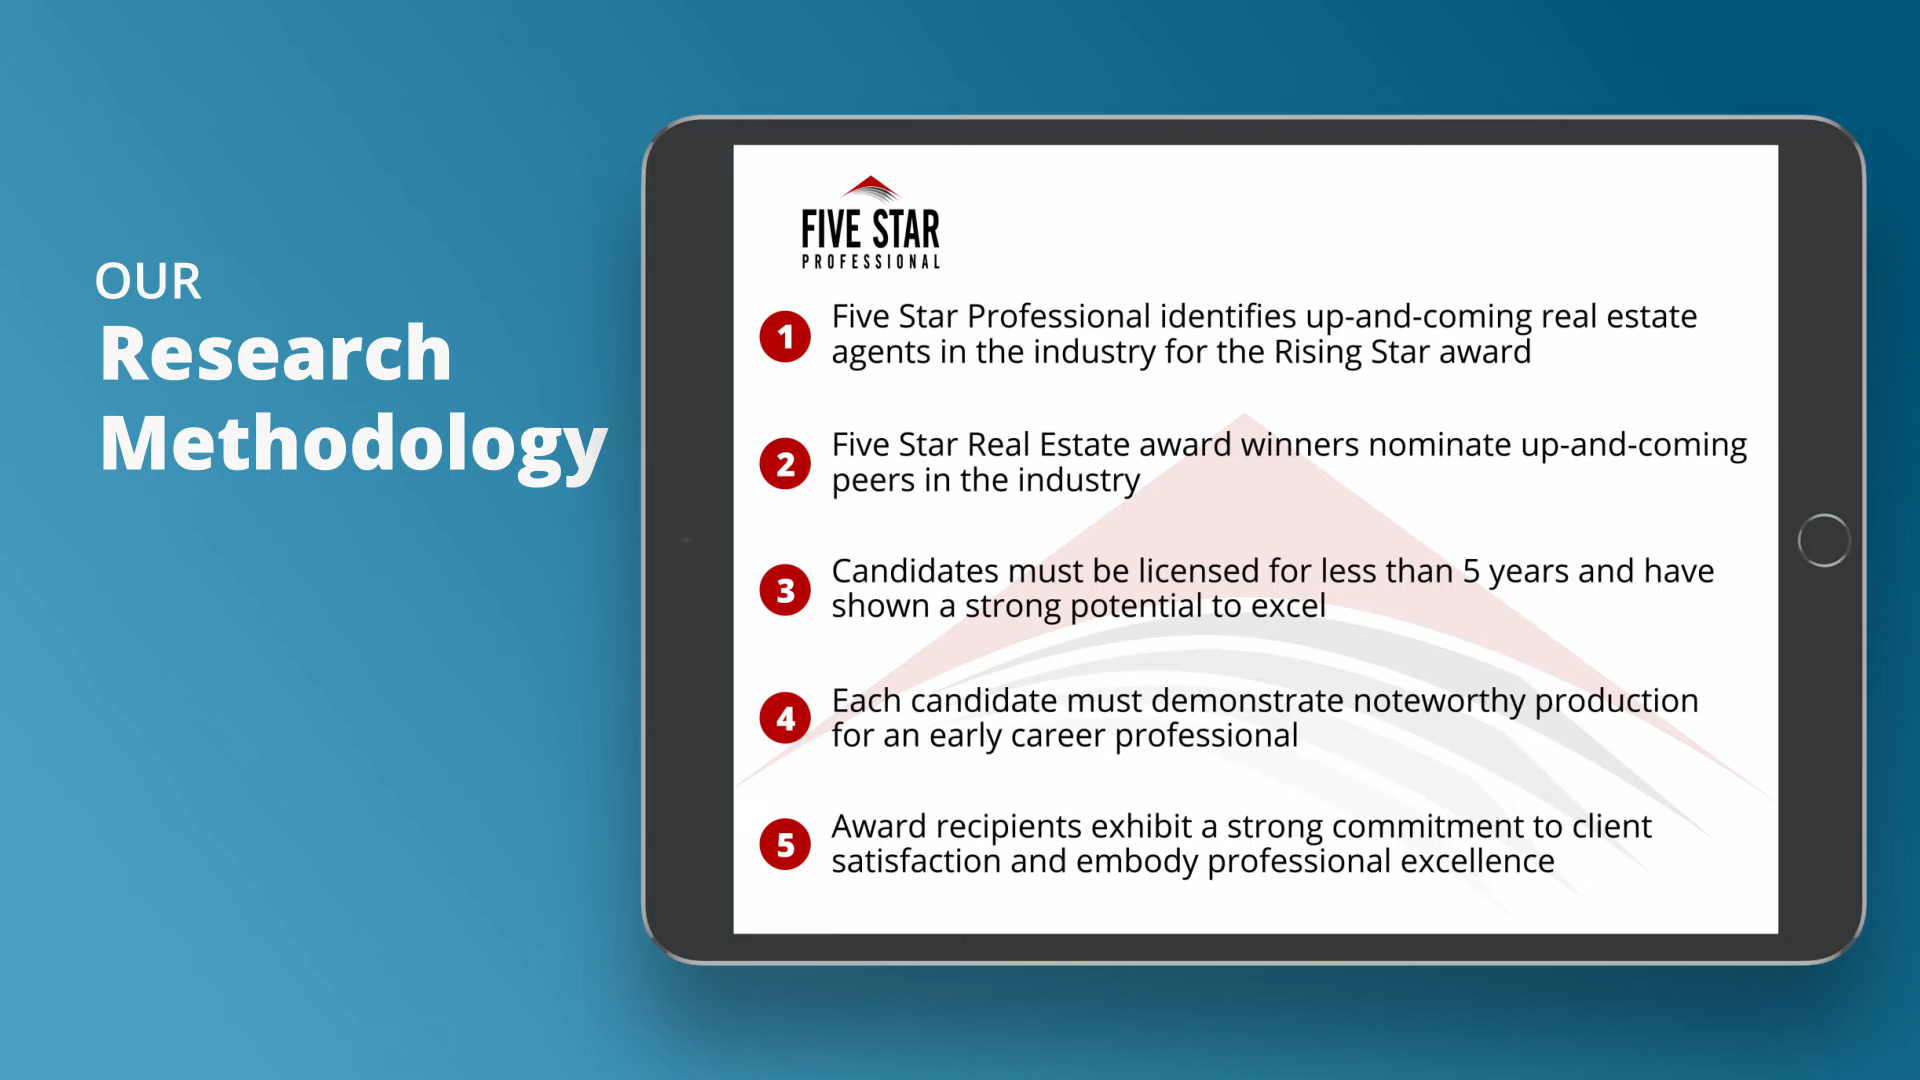 OUR
Research
Methodology
FIVE STAR
PROFESSIONAL
1
Five Star Professional identifies up-and-coming real estate
agents in the industry for the Rising Star award
2
Five Star Real Estate award winners nominate up-and-coming
peers in the industry
3
Candidates must be licensed for less than 5 years and have
shown a strong potential to excel
4
Each candidate must demonstrate noteworthy production
for an early career professional
5
Award recipients exhibit a strong commitment to client
satisfaction and embody professional excellence